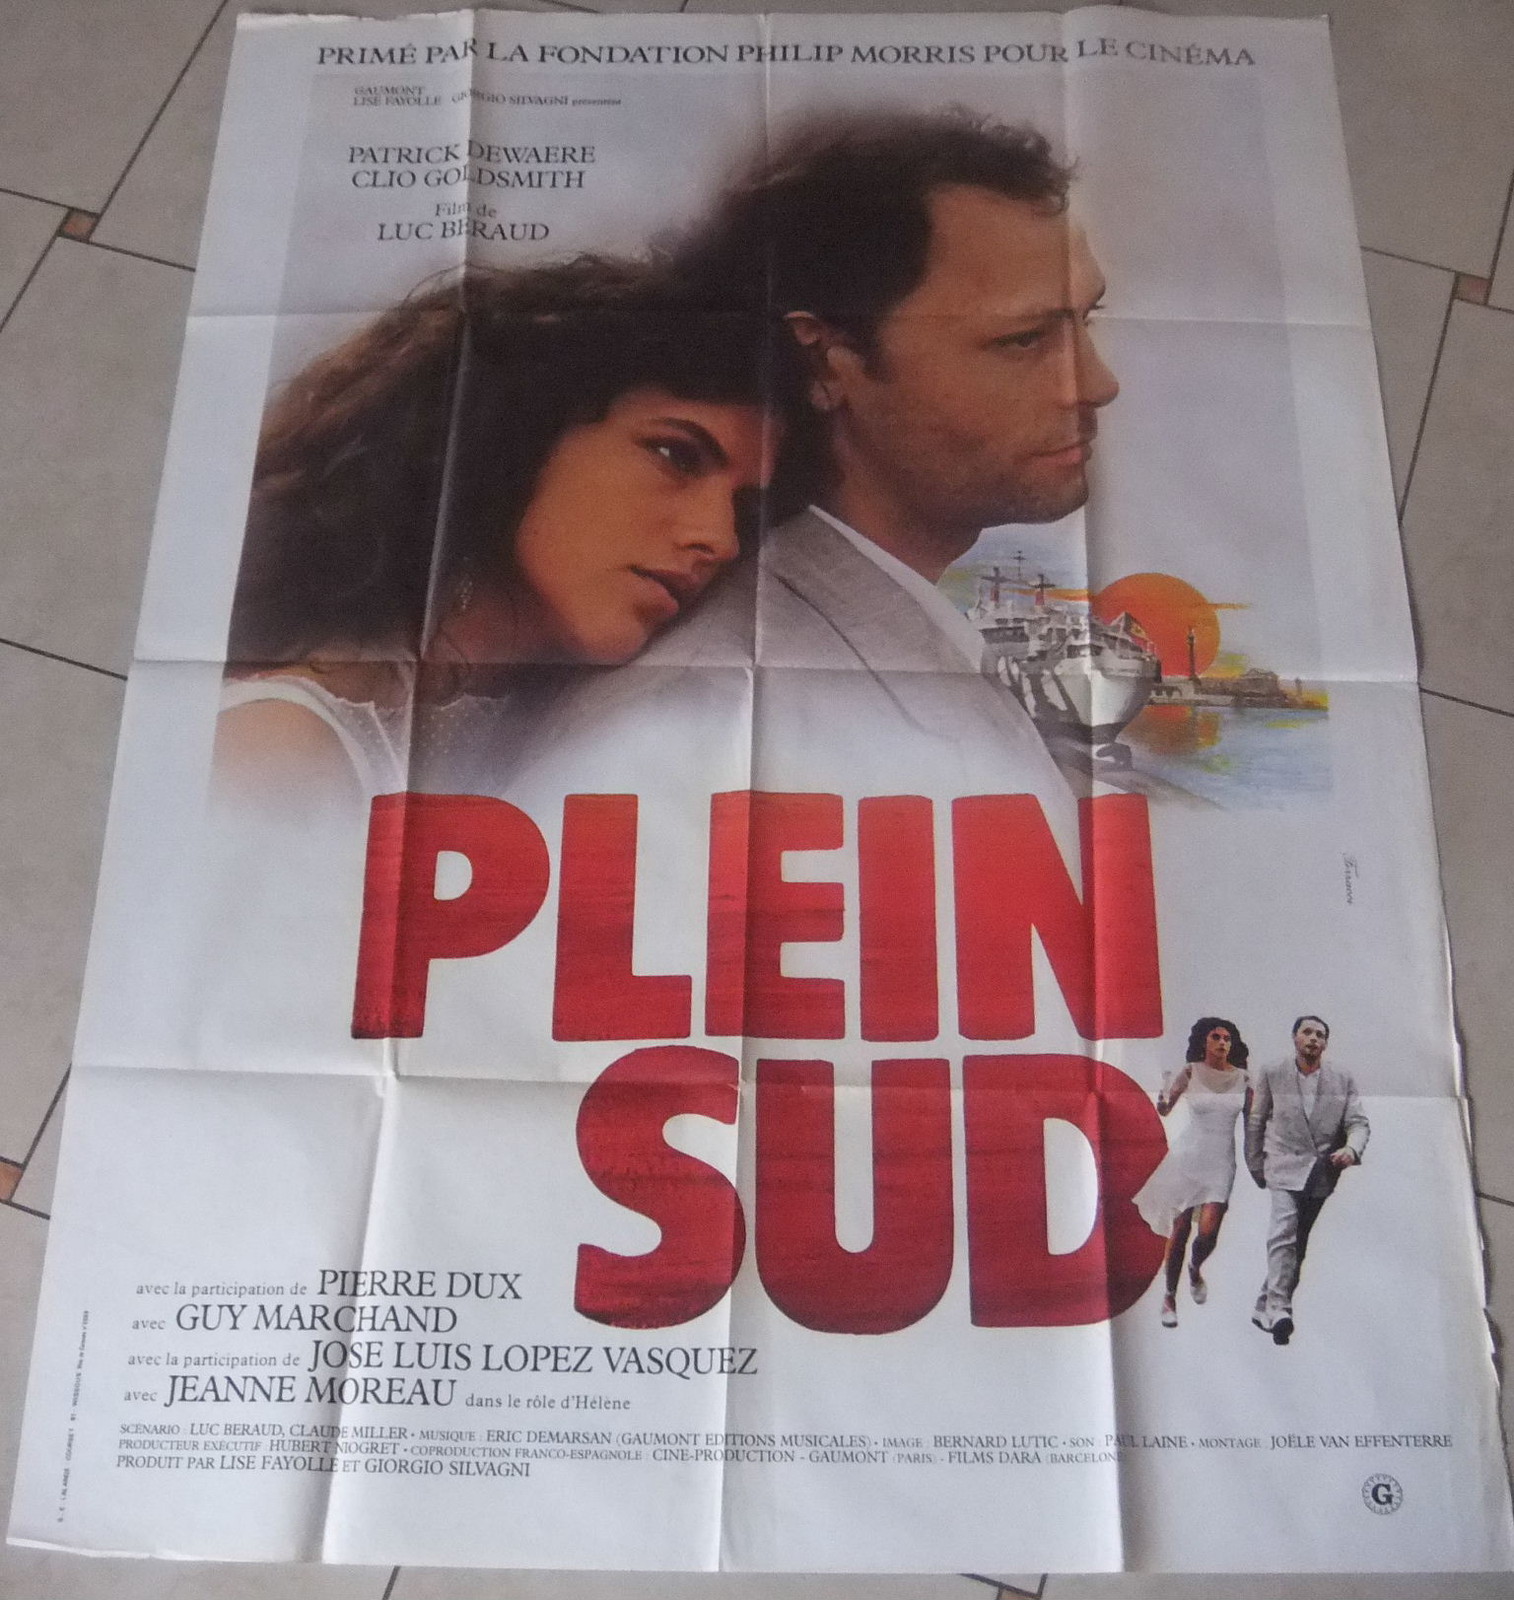 PRIMÉ PAR LA FONDATION PHILIP MORRIS POUR LE CINÉMA
GAUMONT
LISE FAYOLLE GIORGIO SILVAGNI présentent
PATRICK DEWAERE
CLIO GOLDSMITH
Film de
LUC BERAUD
PLEIN
SUD
avec la participation de PIERRE DUX
avec GUY MARCHAND
avec la participation de JOSE LUIS LOPEZ VASQUEZ
avec JEANNE MOREAU dans le rôle d'Hélène
SCÉNARIO : LUC BERAUD, CLAUDE MILLER • MUSIQUE : ERIC DEMARSAN (GAUMONT EDITIONS MUSICALES) • IMAGE : BERNARD LUTIC • SON : PAUL LAINE • MONTAGE : JOËLE VAN EFFENTERRE
PRODUCTEUR EXÉCUTIF HUBERT NIOGRET • COPRODUCTION FRANCO-ESPAGNOLE : CINE-PRODUCTION - GAUMONT (PARIS) - FILMS DARA (BARCELONE)
PRODUIT PAR LISE FAYOLLE ET GIORGIO SILVAGNI
G